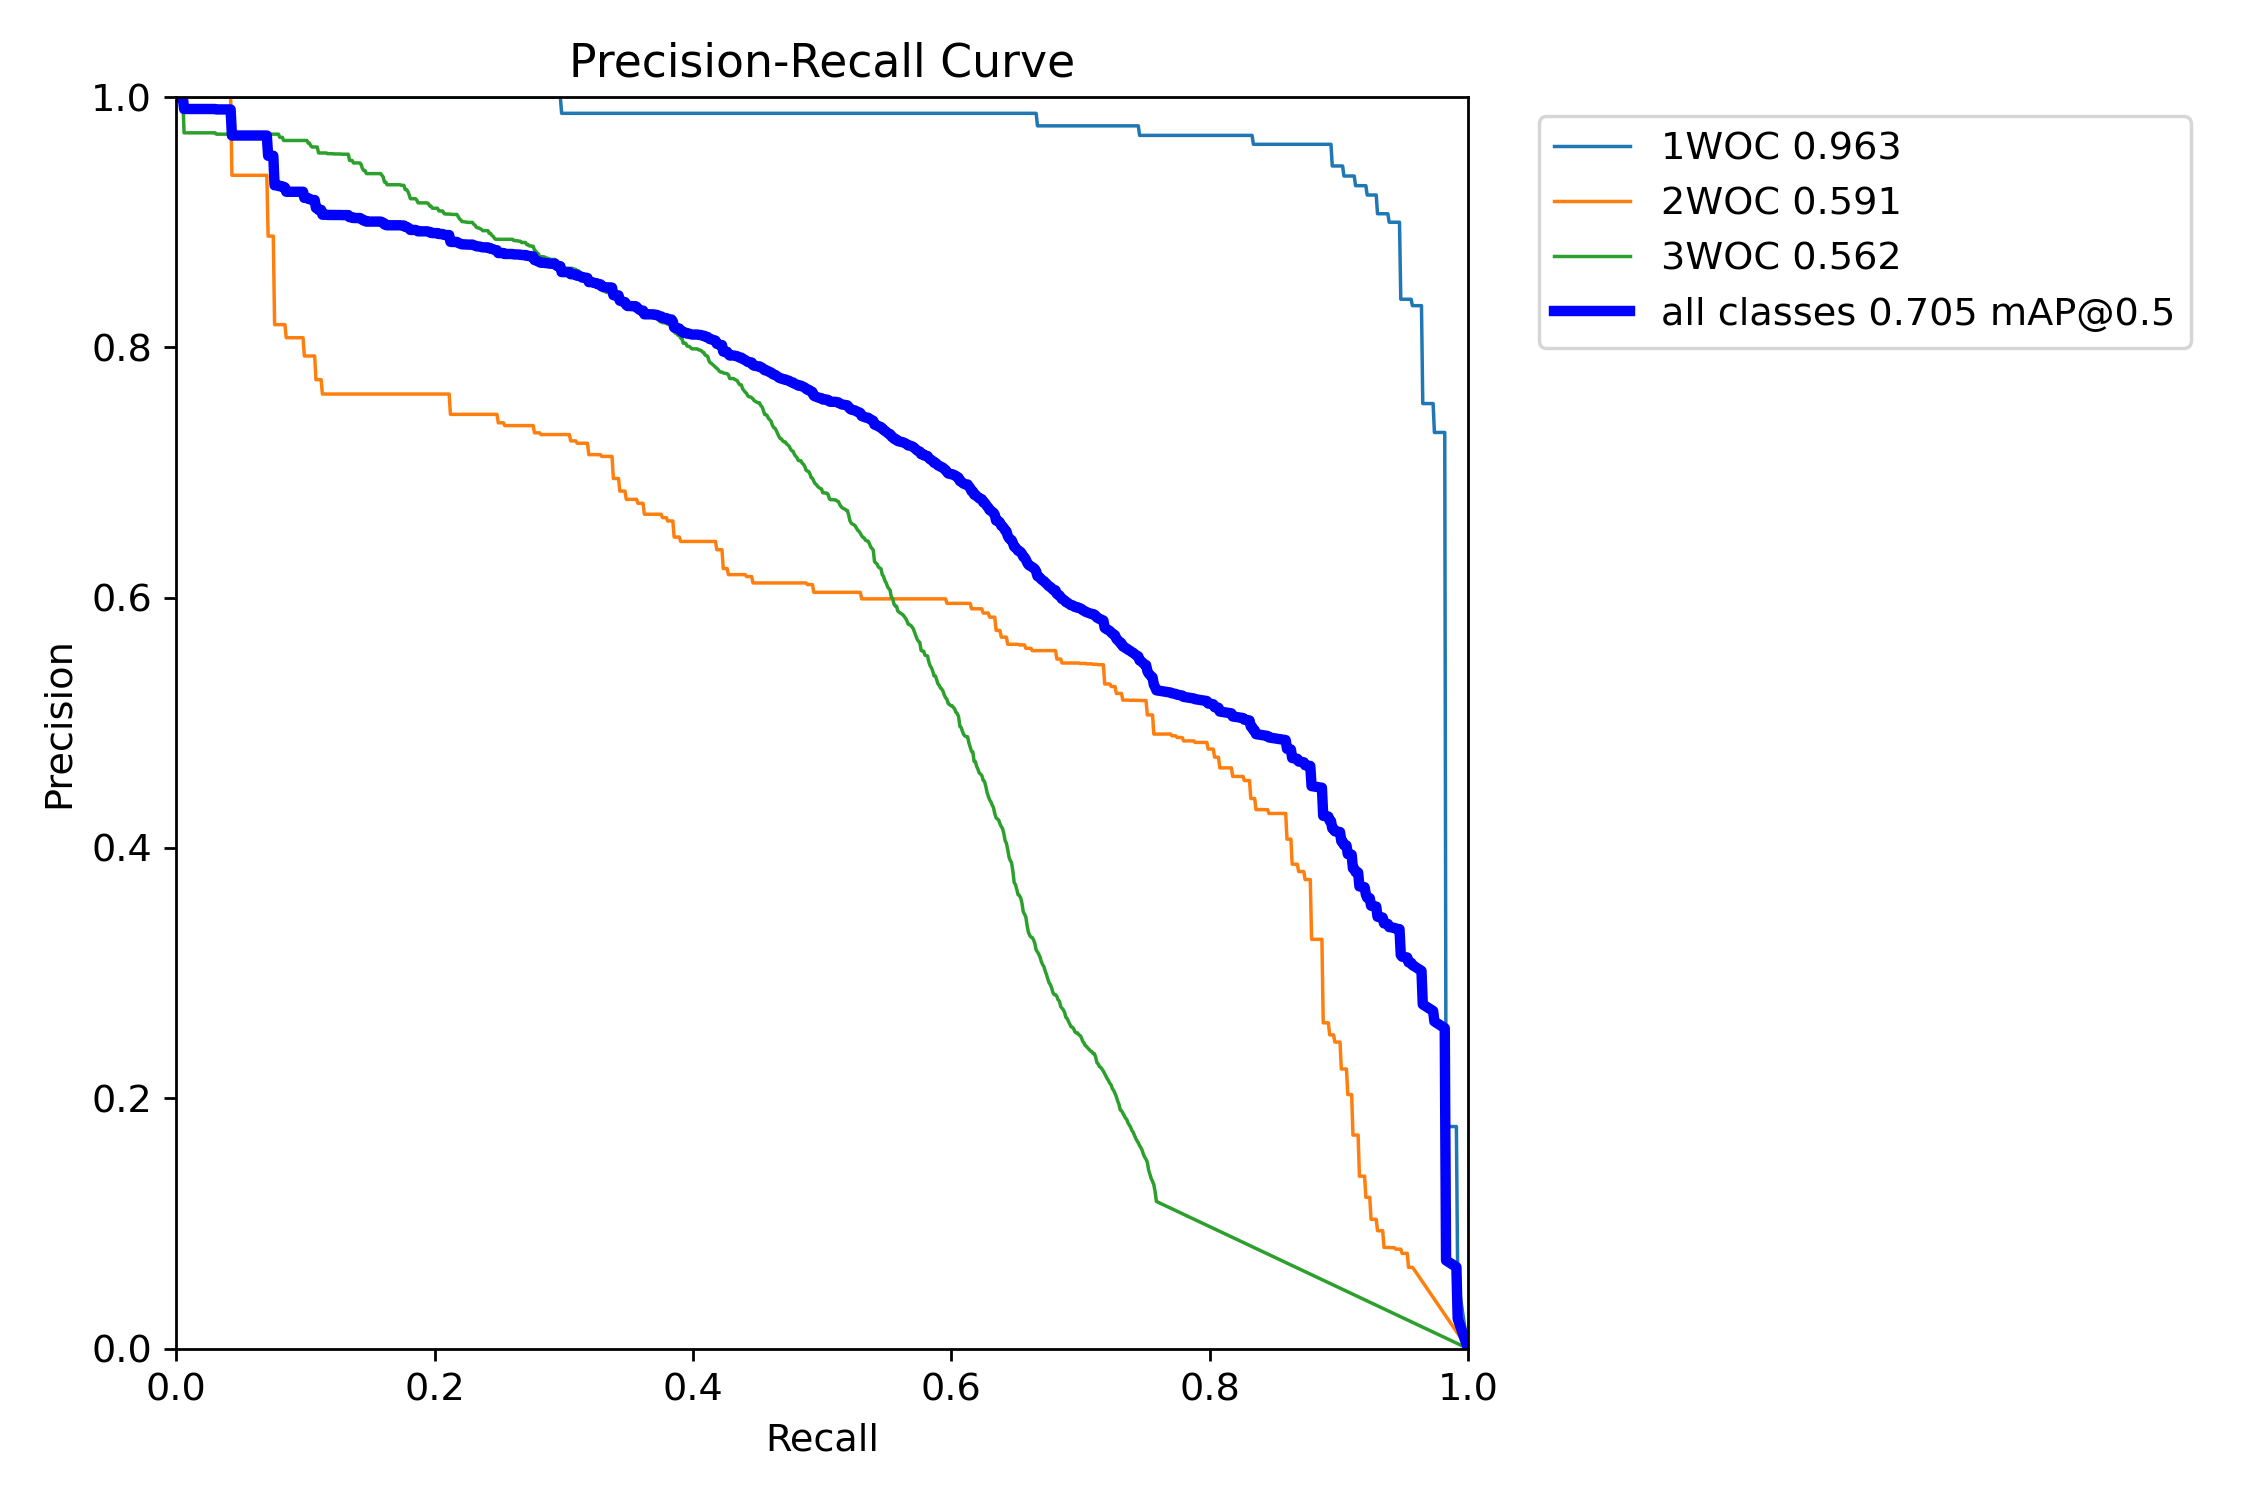 Precision-Recall Curve
1.0
0.8
0.6
0.4
0.2
0.0
Precision
0.0 0.2 0.4 0.6 0.8 1.0
Recall
1WOC 0.963
2WOC 0.591
3WOC 0.562
all classes 0.705 mAP@0.5